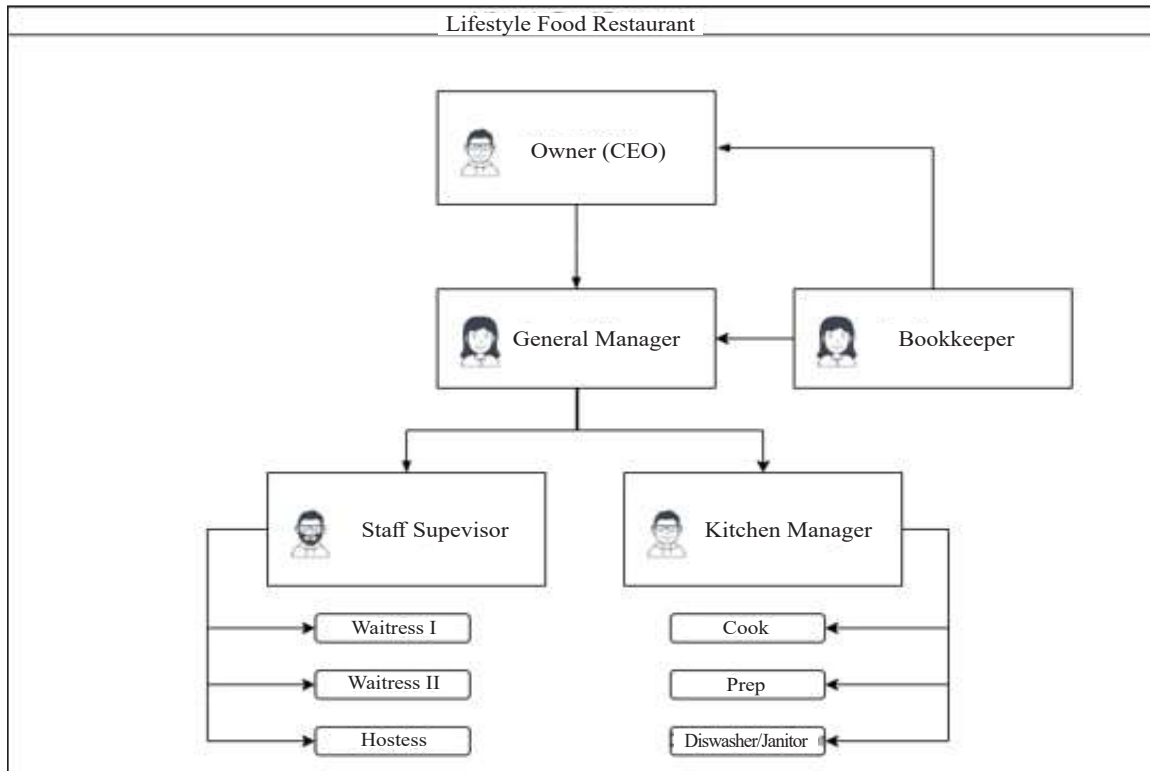 Lifestyle Food Restaurant
Owner (CEO)
General Manager
Bookkeeper
Staff Supevisor
Kitchen Manager
Waitress I
Cook
Waitress II
Prep
Hostess
Diswasher/Janitor